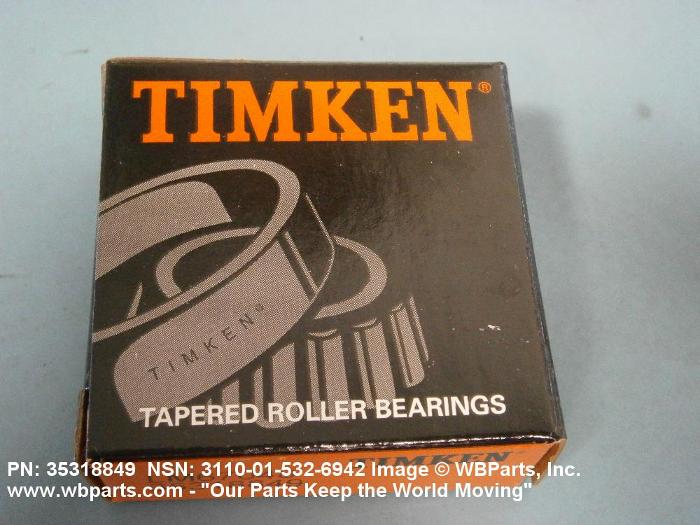 TIMKEN®
TIMKEN®
TAPERED ROLLER BEARINGS
TIMKEN
PN: 35318849 NSN: 3110-01-532-6942 Image © WBParts, Inc.
www.wbparts.com - "Our Parts Keep the World Moving"